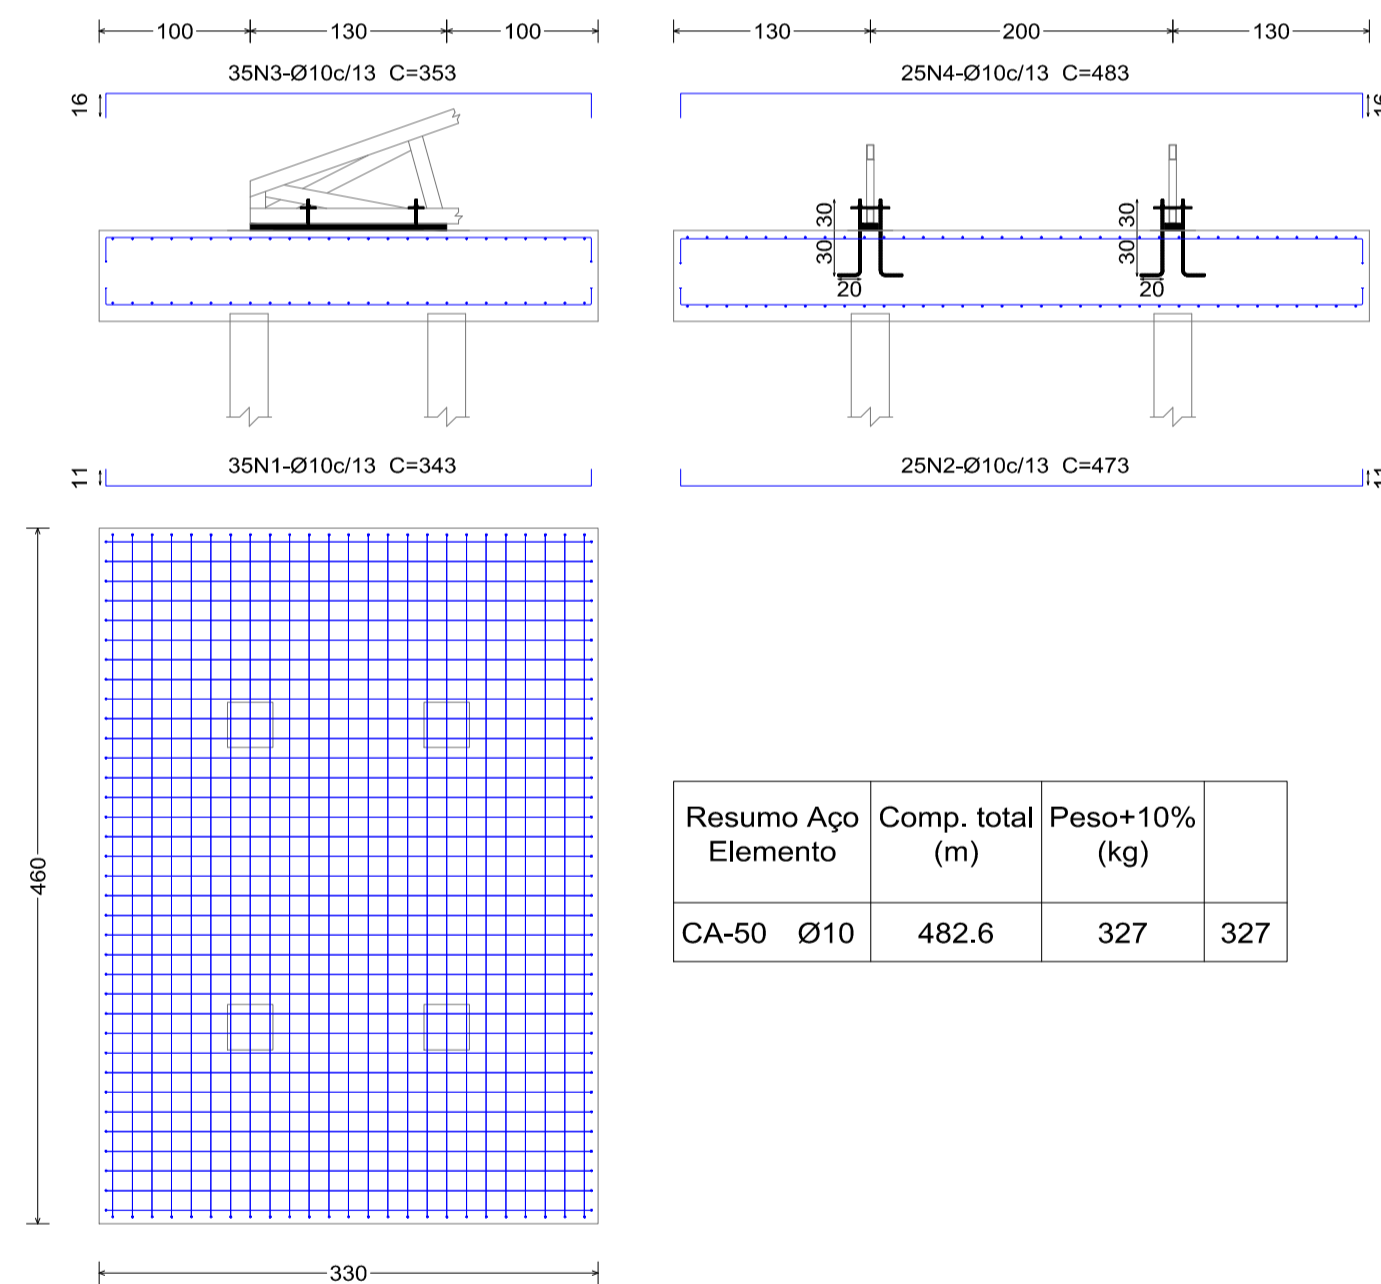 100 130 100
130 200 130
35N3-Ø10c/13 C=353
25N4-Ø10c/13 C=483
16
16
30 30
30 30
20 20
35N1-Ø10c/13 C=343
25N2-Ø10c/13 C=473
11
11
460
330
Resumo Aço Elemento
Comp. total (m)
Peso+10% (kg)
CA-50 Ø10 482.6 327 327